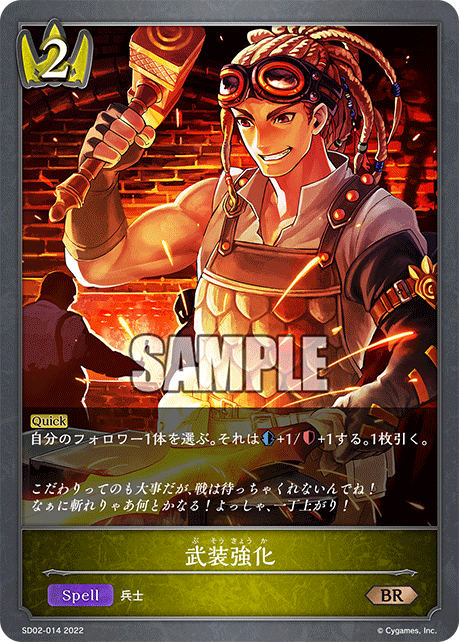 2
SAMPLE
Quick
自分のフォロワー1体を選ぶ。それは+1/+1する。1枚引く。
こだわりってのも大事だが、戦は待っちゃくれないんでね！
なぁに斬れりゃあ何とかなる！よっしゃ、一丁上がり！
ぶそうきょうか
武装強化
Spell 兵士 BR
SD02-014 2022 © Cygames, Inc.